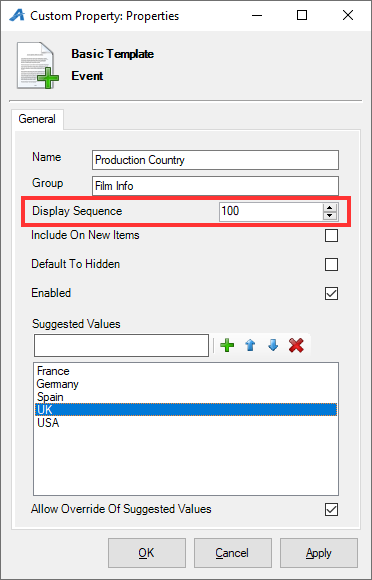 Custom Property: Properties
Basic Template
Event
General
Name Production Country
Group Film Info
Display Sequence 100
Include On New Items
Default To Hidden
Enabled
Suggested Values
France
Germany
Spain
UK
USA
Allow Override Of Suggested Values
OK Cancel Apply